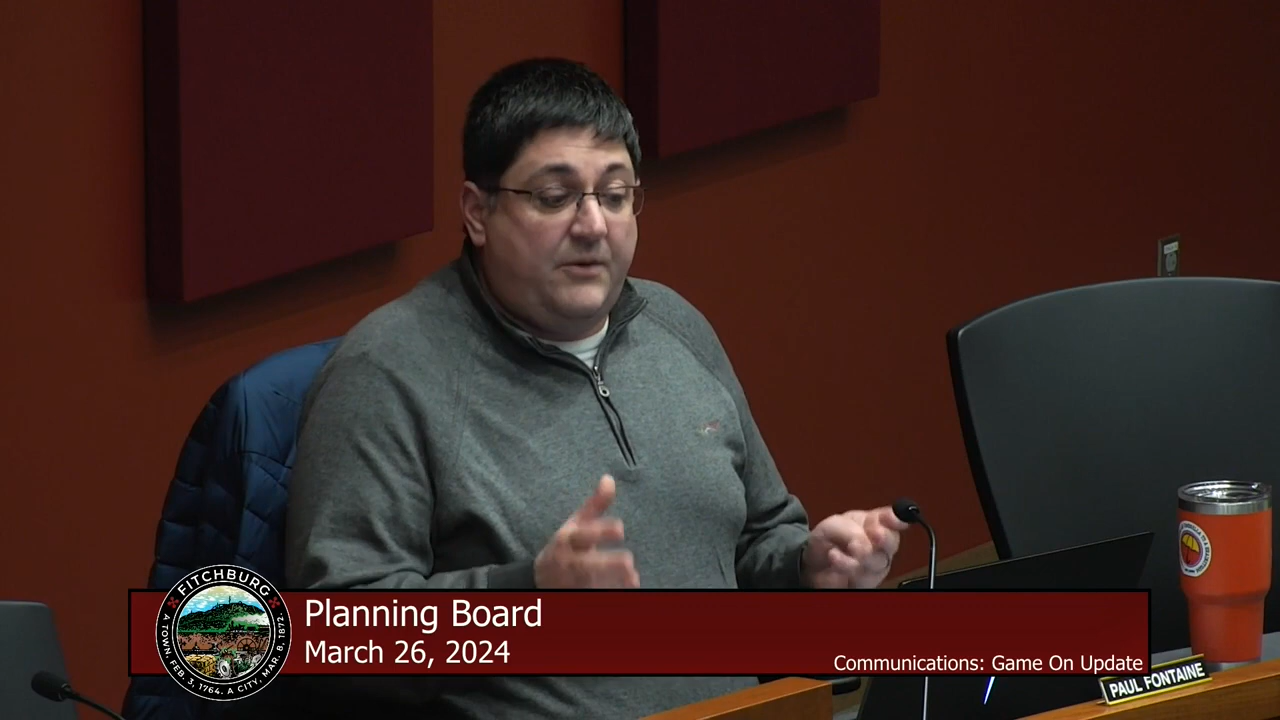 Planning Board
March 26, 2024
Communications: Game On Update
FITCHBURG
A TOWN, FEB. 3, 1764. A CITY, MAR. 8, 1872.
PAUL FONTAINE